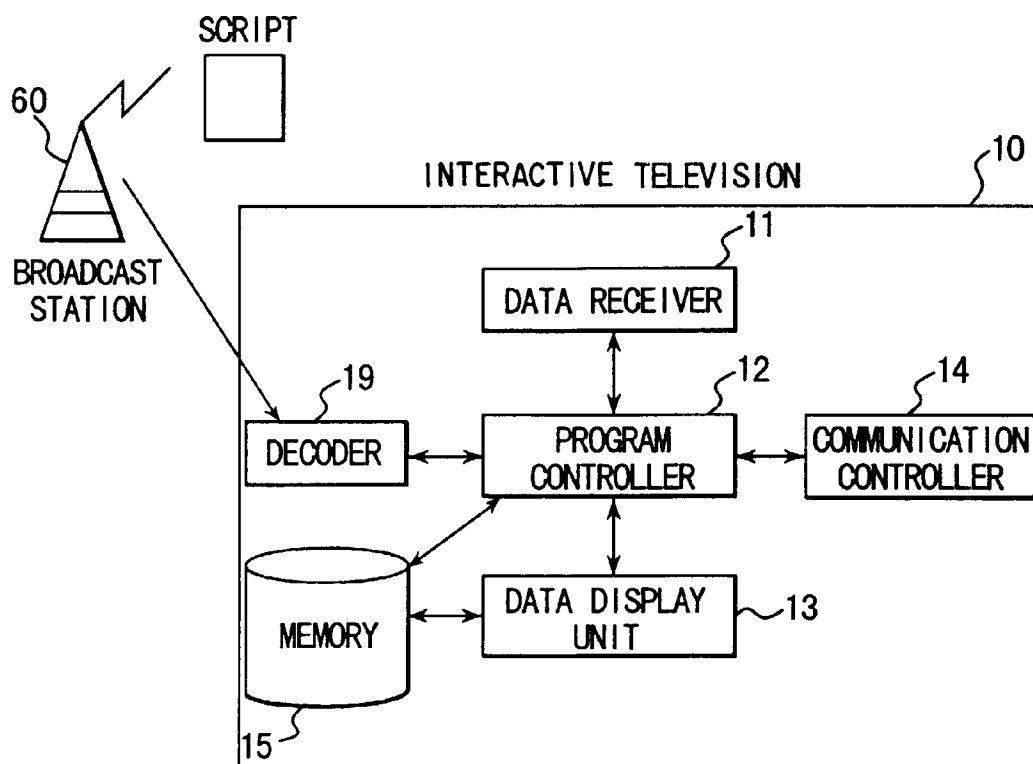 SCRIPT
60
10
INTERACTIVE TELEVISION
BROADCAST
STATION
11
DATA RECEIVER
19
DECODER
12
PROGRAM
CONTROLLER
14
COMMUNICATION
CONTROLLER
MEMORY
15
DATA DISPLAY
UNIT
13